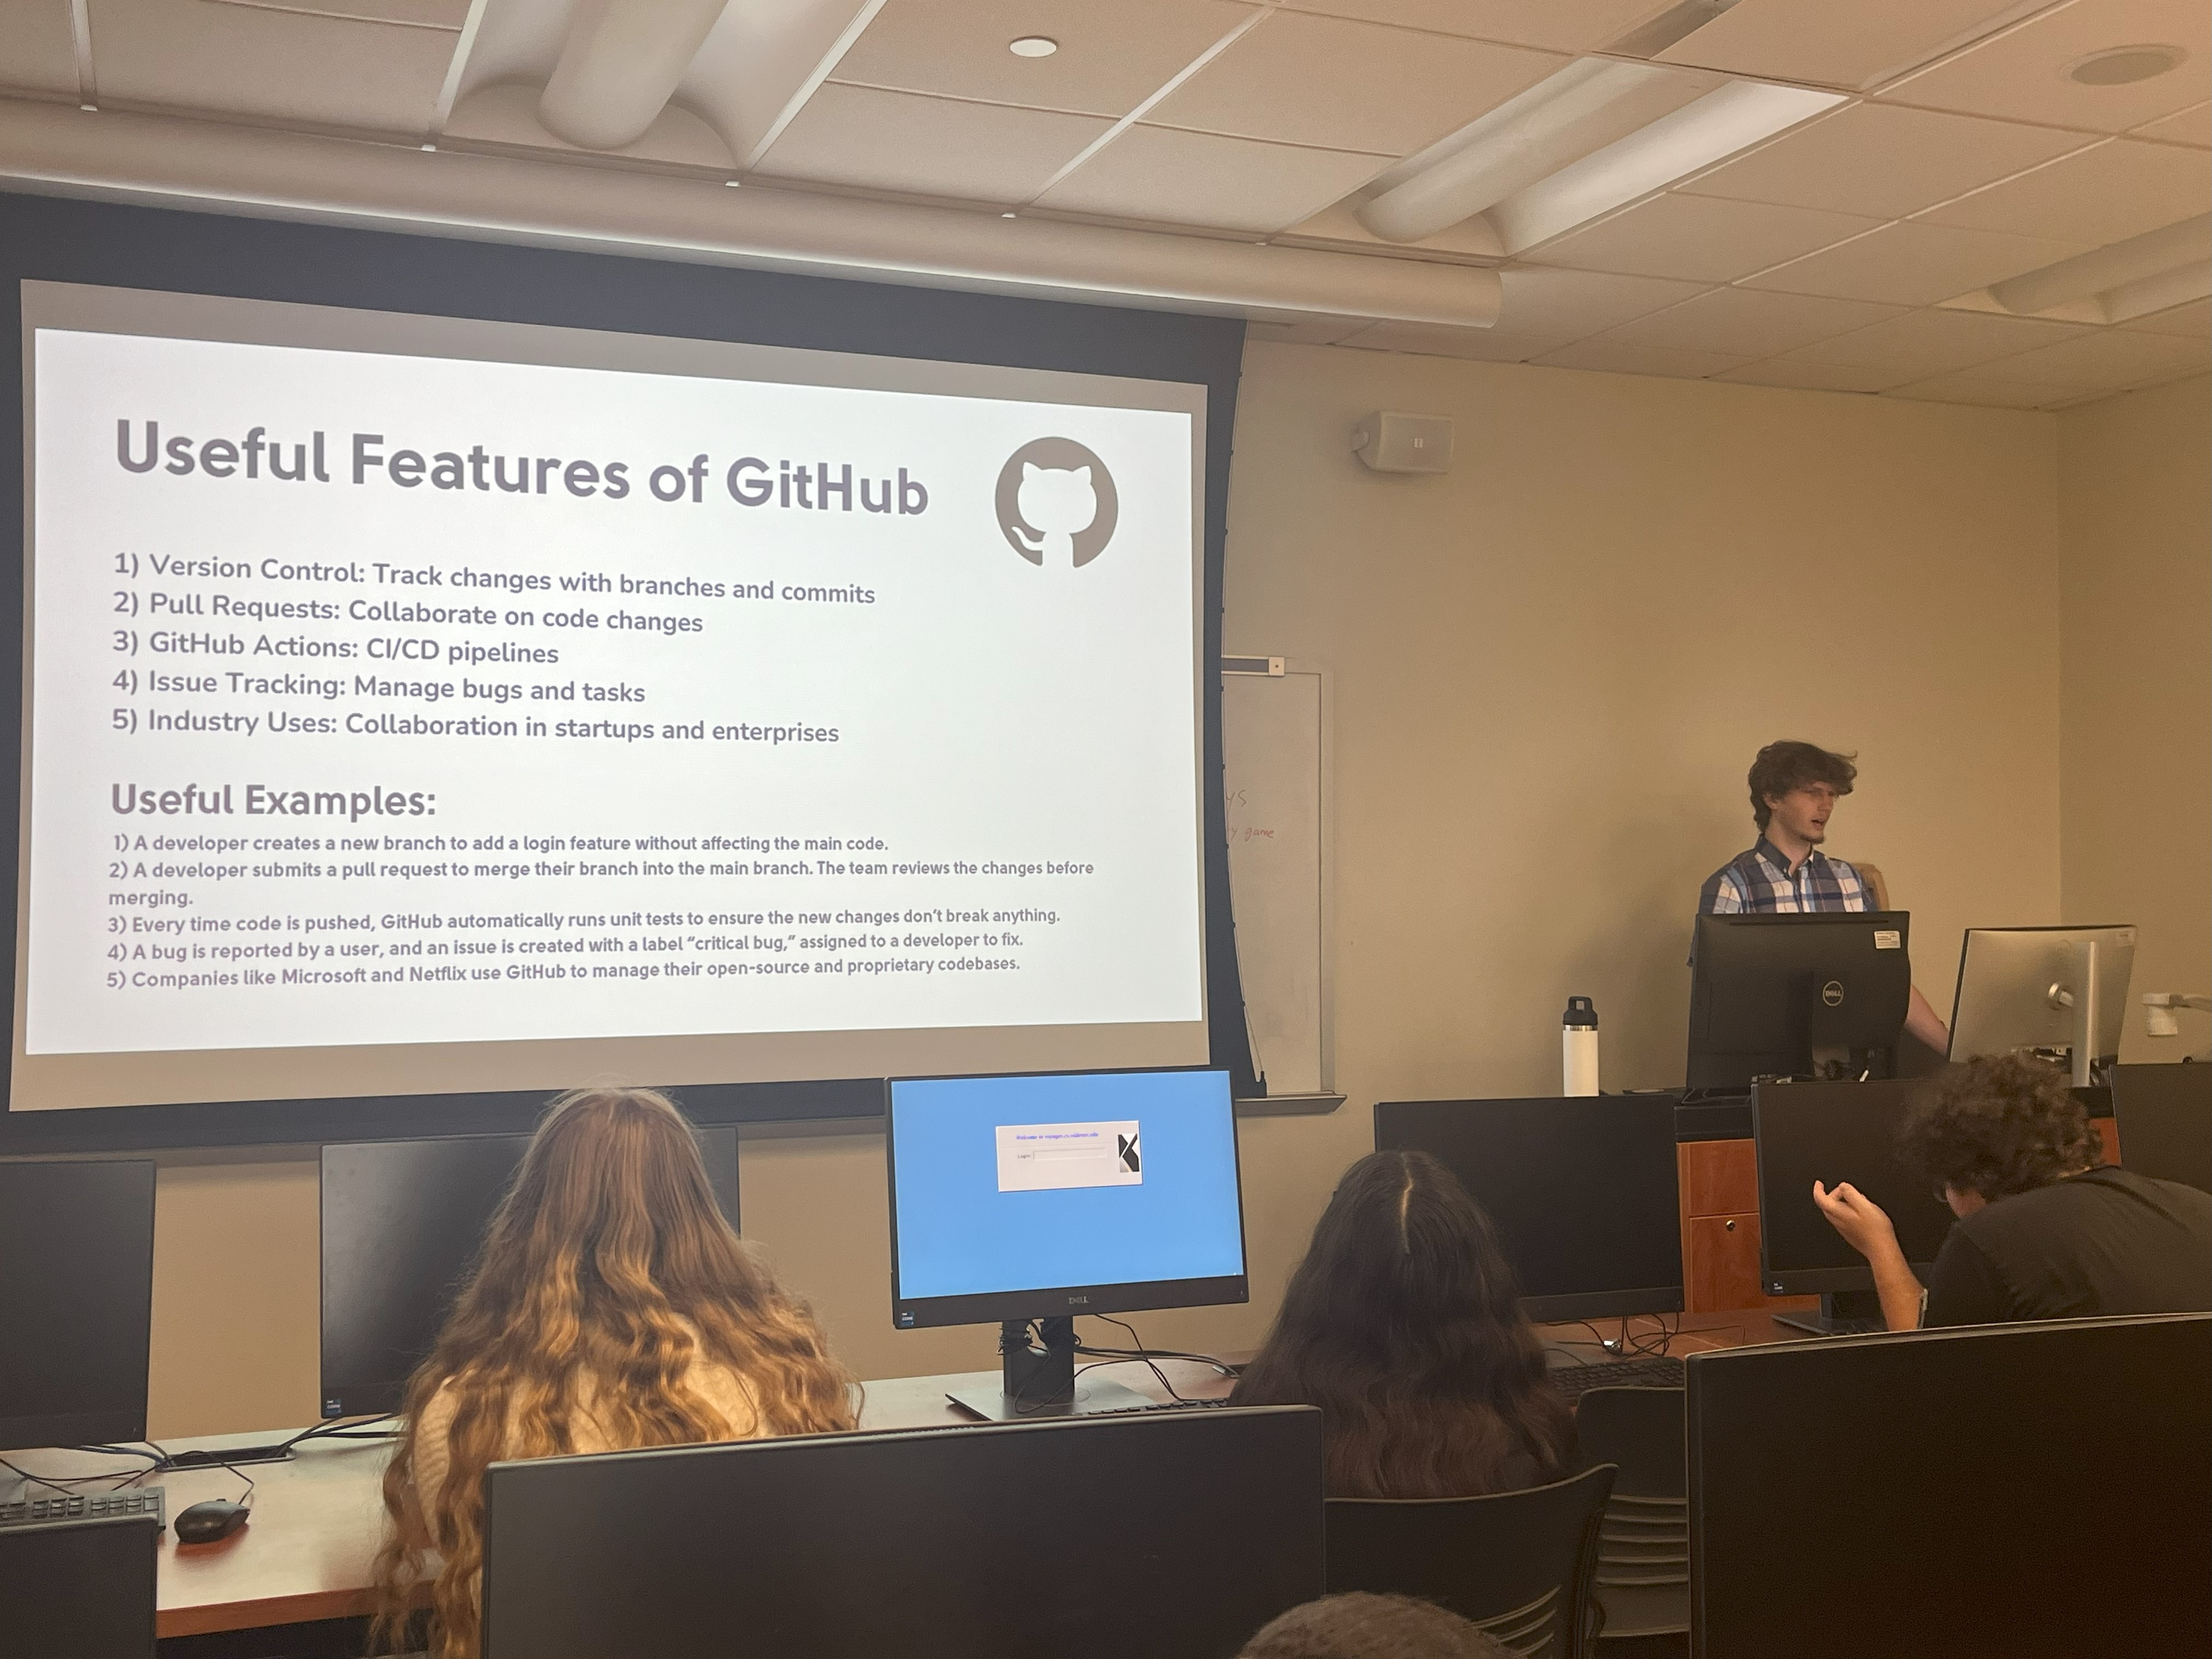 Useful Features of GitHub
1) Version Control: Track changes with branches and commits
2) Pull Requests: Collaborate on code changes
3) GitHub Actions: CI/CD pipelines
4) Issue Tracking: Manage bugs and tasks
5) Industry Uses: Collaboration in startups and enterprises
Useful Examples:
1) A developer creates a new branch to add a login feature without affecting the main code.
2) A developer submits a pull request to merge their branch into the main branch. The team reviews the changes before
merging.
3) Every time code is pushed, GitHub automatically runs unit tests to ensure the new changes don’t break anything.
4) A bug is reported by a user, and an issue is created with a label “critical bug,” assigned to a developer to fix.
5) Companies like Microsoft and Netflix use GitHub to manage their open-source and proprietary codebases.
game
DELL
Welcome to
Login:
DELL